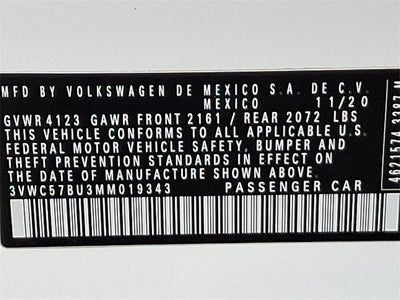 MFD BY VOLKSWAGEN DE MEXICO S.A. DE C.V.
MEXICO 11/20
GVWR 4123 GAWR FRONT 2161 / REAR 2072 LBS
THIS VEHICLE CONFORMS TO ALL APPLICABLE U.S.
FEDERAL MOTOR VEHICLE SAFETY, BUMPER AND
THEFT PREVENTION STANDARDS IN EFFECT ON
THE DATE OF MANUFACTURE SHOWN ABOVE.
3VWC57BU3MM019343 PASSENGER CAR
4621574 3387 M